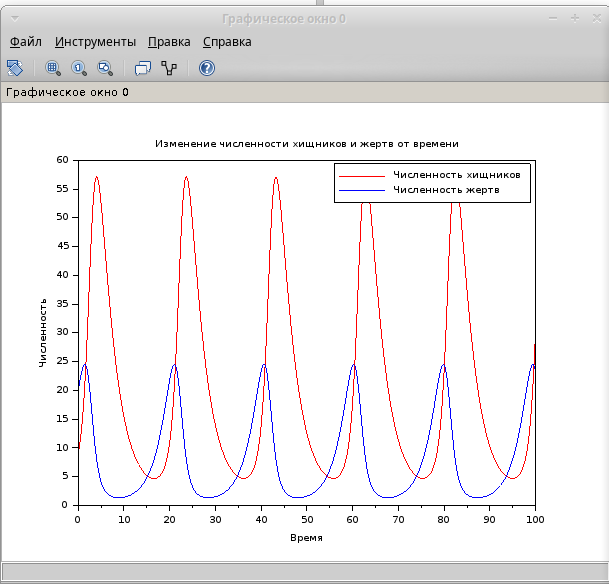 Графическое окно 0
Файл Инструменты Правка Справка
Графическое окно 0
Изменение численности хищников и жертв от времени
Численность хищников
Численность жертв
Численность
60
55
50
45
40
35
30
25
20
15
10
5
0
0 10 20 30 40 50 60 70 80 90 100
Время